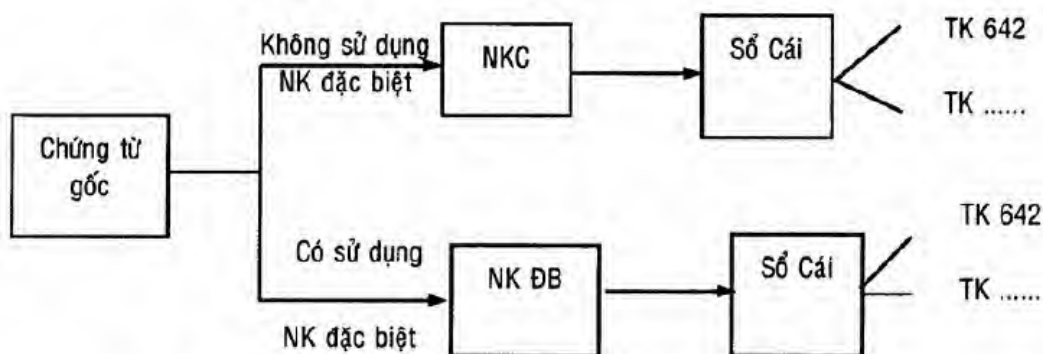 Không sử dụng
NK đặc biệt
NKC
Sổ Cái
TK 642
TK ......
Chứng từ
gốc
Có sử dụng
NK đặc biệt
NK ĐB
Sổ Cái
TK 642
TK ......